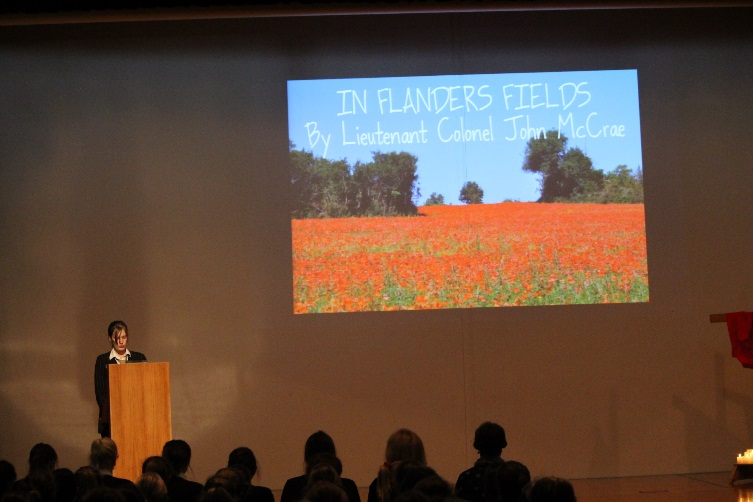 IN FLANDERS FIELDS
By Lieutenant Colonel John McCrae